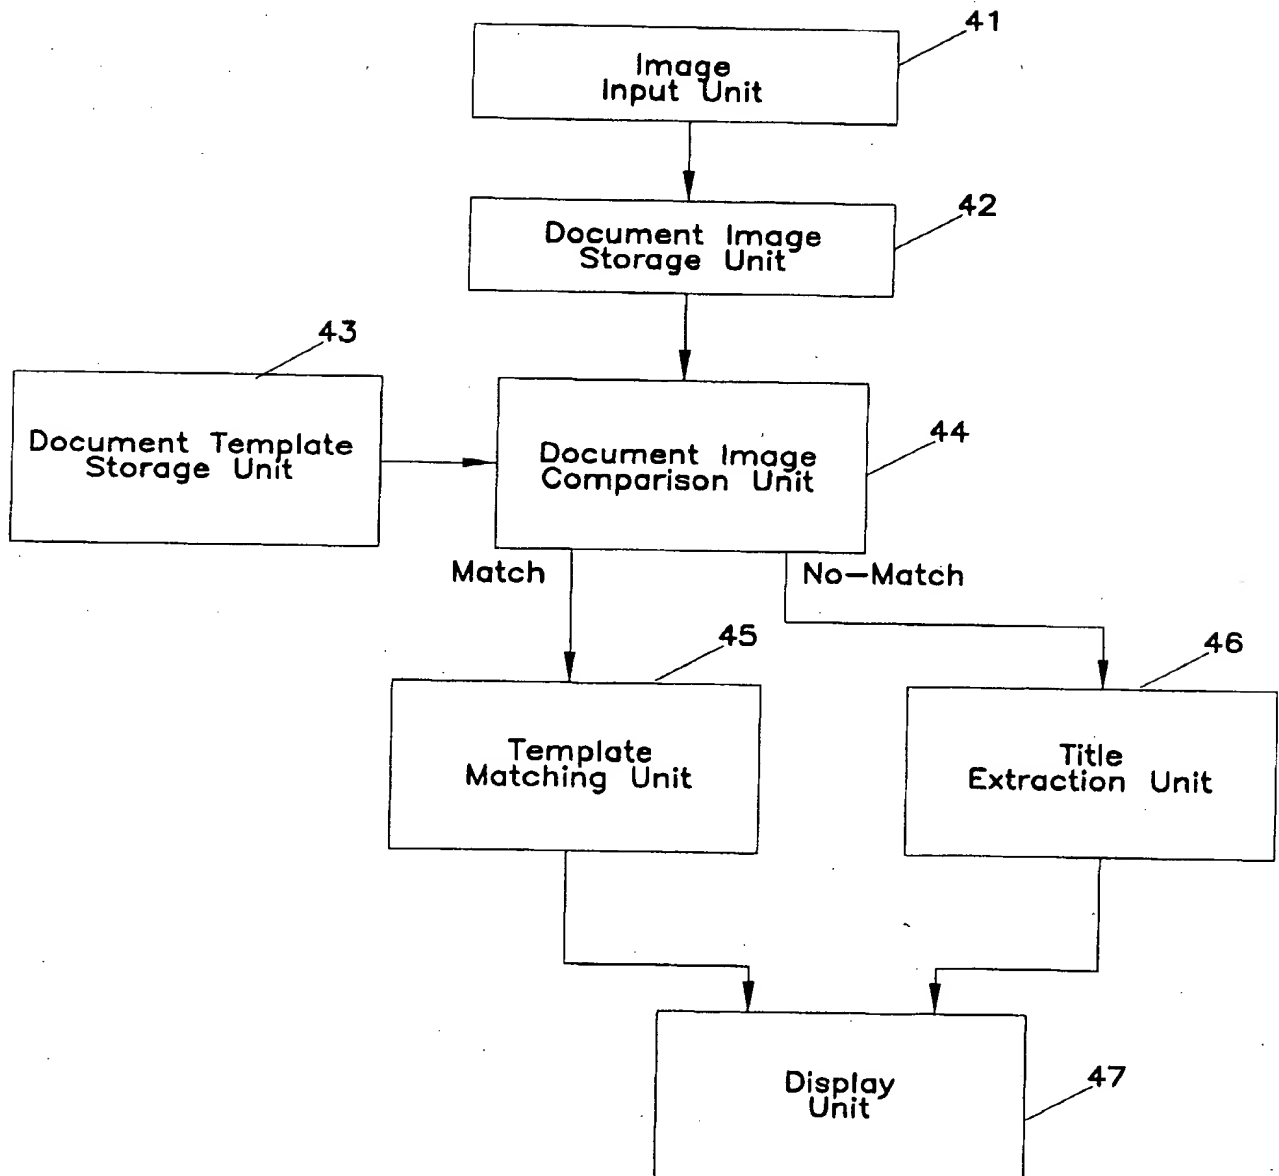 41
Image
Input Unit
42
Document Image
Storage Unit
43
Document Template
Storage Unit
44
Document Image
Comparison Unit
Match
No-Match
45
Template
Matching Unit
46
Title
Extraction Unit
47
Display
Unit